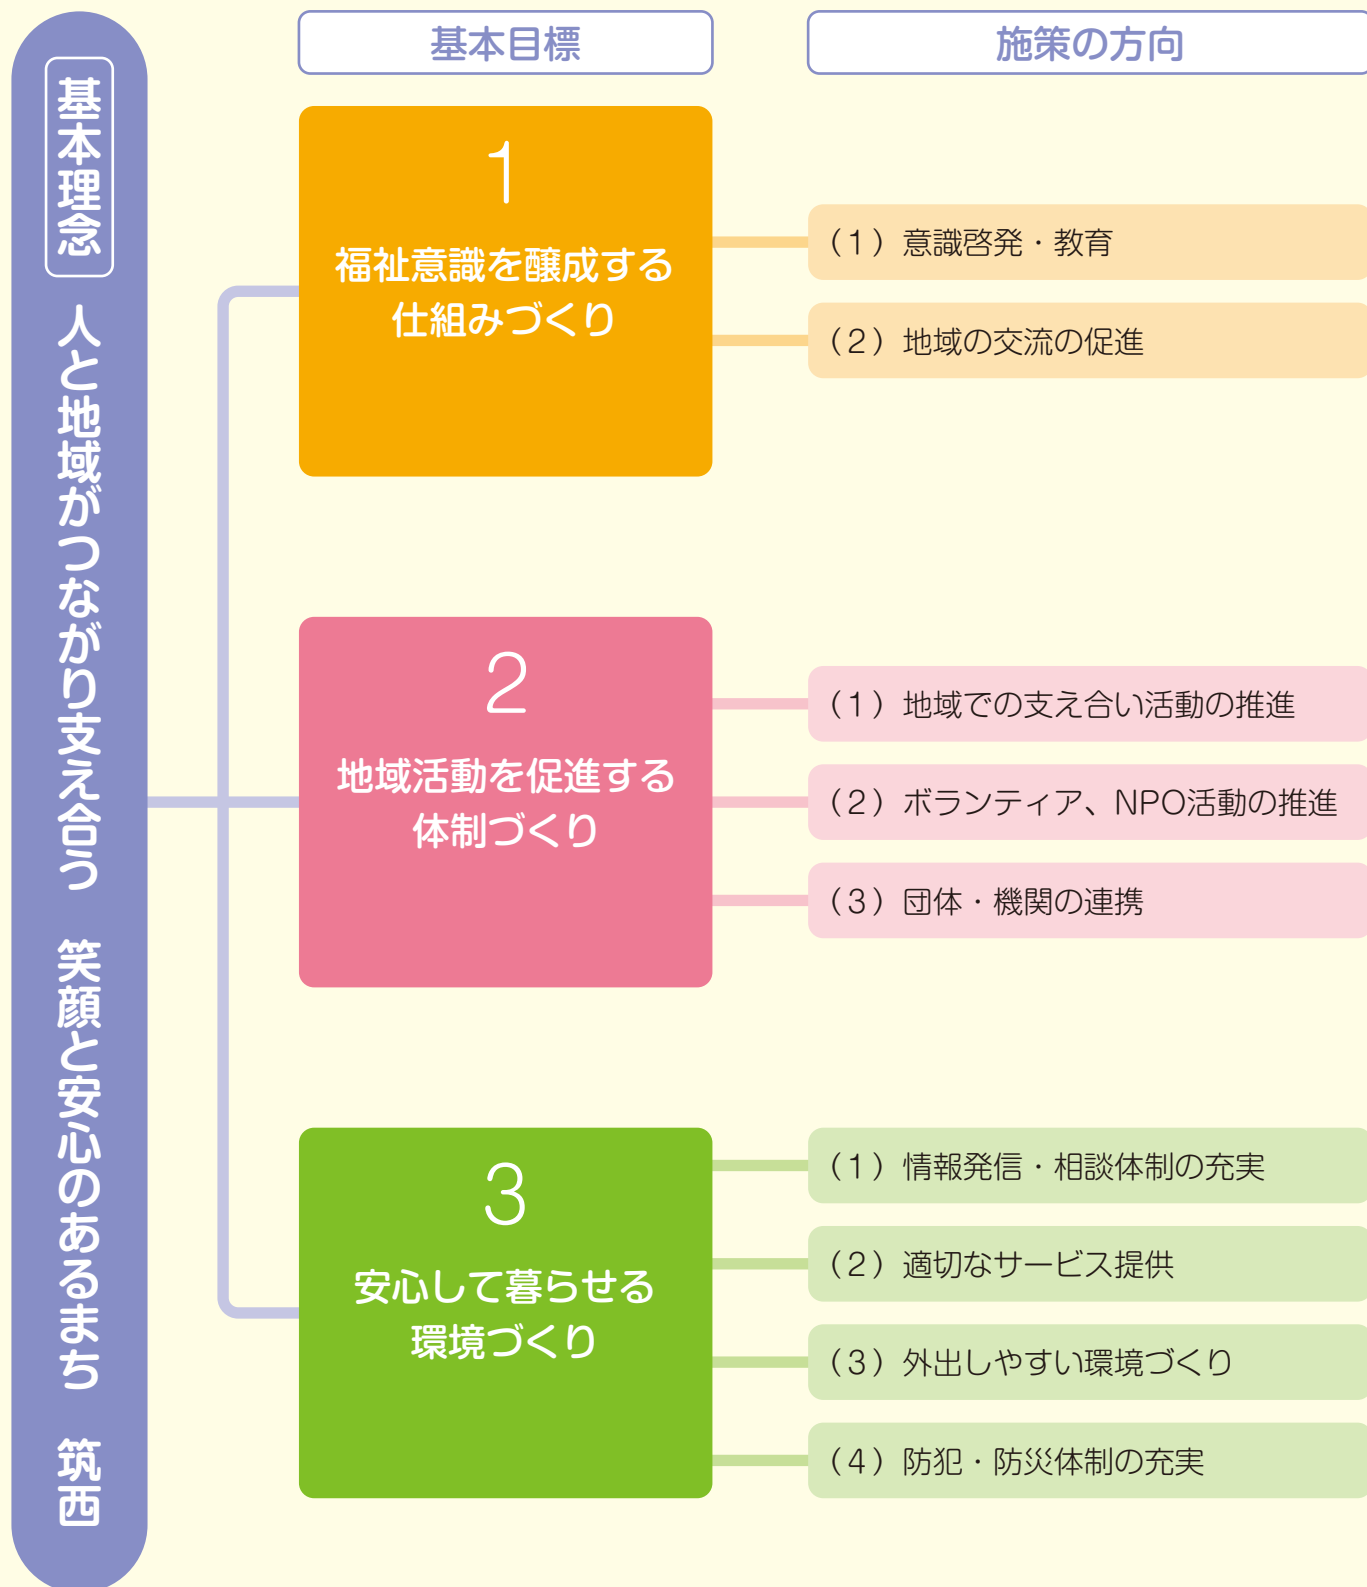 基本理念
人と地域がつながり支え合う　笑顔と安心のあるまち　筑西
基本目標
施策の方向
1
福祉意識を醸成する
仕組みづくり
（1）意識啓発・教育
（2）地域の交流の促進
2
地域活動を促進する
体制づくり
（1）地域での支え合い活動の推進
（2）ボランティア、NPO活動の推進
（3）団体・機関の連携
3
安心して暮らせる
環境づくり
（1）情報発信・相談体制の充実
（2）適切なサービス提供
（3）外出しやすい環境づくり
（4）防犯・防災体制の充実